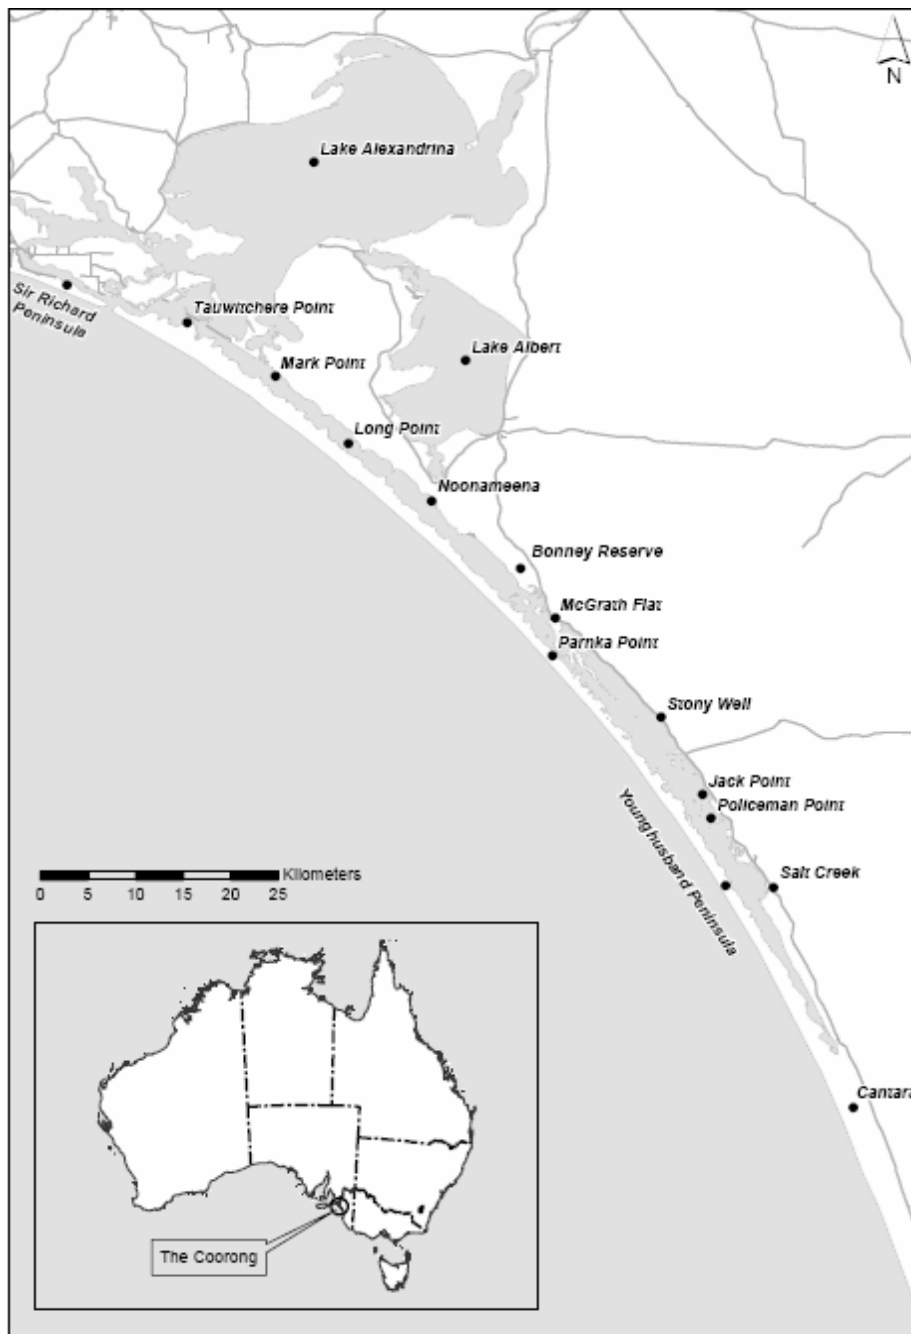 N
Lake Alexandrina
Sir Richard
Peninsula
Tauwitchere Point
Lake Albert
Mark Point
Long Point
Noonameena
Bonney Reserve
McGrath Flat
Parnka Point
Stony Well
Jack Point
Policeman Point
Younghusband Peninsula
Salt Creek
Kilometers
0 5 10 15 20 25
Cantara
The Coorong